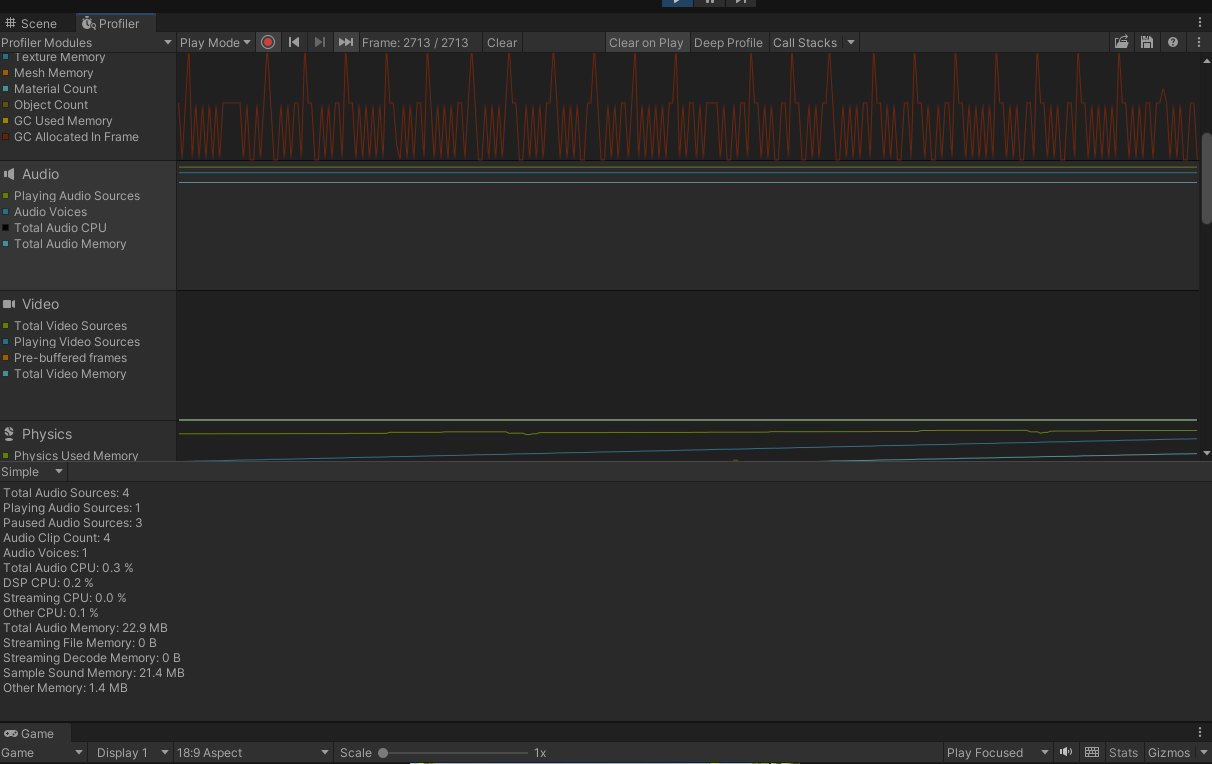 Scene Profiler
Profiler Modules Play Mode Frame: 2713 / 2713 Clear Clear on Play Deep Profile Call Stacks
Texture Memory
Mesh Memory
Material Count
Object Count
GC Used Memory
GC Allocated In Frame
Audio
Playing Audio Sources
Audio Voices
Total Audio CPU
Total Audio Memory
Video
Total Video Sources
Playing Video Sources
Pre-buffered frames
Total Video Memory
Physics
Physics Used Memory
Simple
Total Audio Sources: 4
Playing Audio Sources: 1
Paused Audio Sources: 3
Audio Clip Count: 4
Audio Voices: 1
Total Audio CPU: 0.3 %
DSP CPU: 0.2 %
Streaming CPU: 0.0 %
Other CPU: 0.1 %
Total Audio Memory: 22.9 MB
Streaming File Memory: 0 B
Streaming Decode Memory: 0 B
Sample Sound Memory: 21.4 MB
Other Memory: 1.4 MB
Game
Game Display 1 18:9 Aspect Scale 1x Play Focused Stats Gizmos